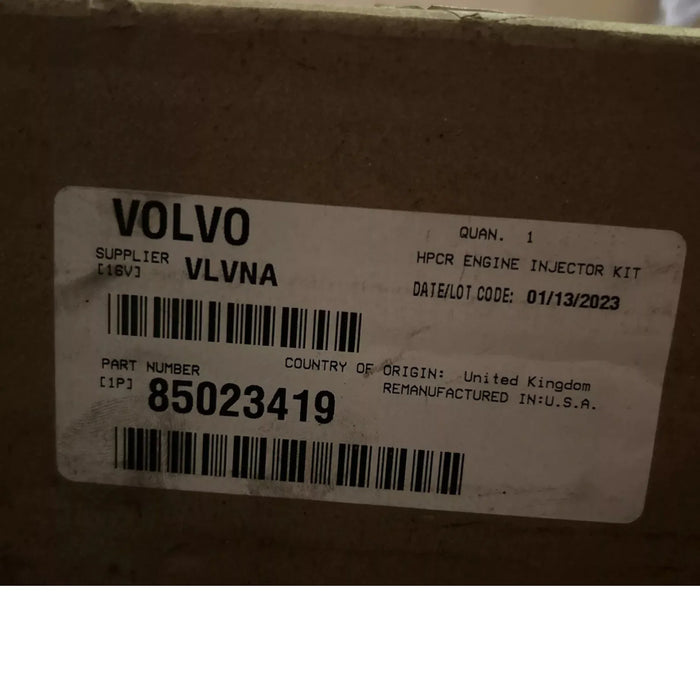 VOLVO
QUAN. 1
SUPPLIER
[16V] VLVNA
HPCR ENGINE INJECTOR KIT
DATE/LOT CODE: 01/13/2023
PART NUMBER
[1P] 85023419
COUNTRY OF ORIGIN: United Kingdom
REMANUFACTURED IN:U.S.A.